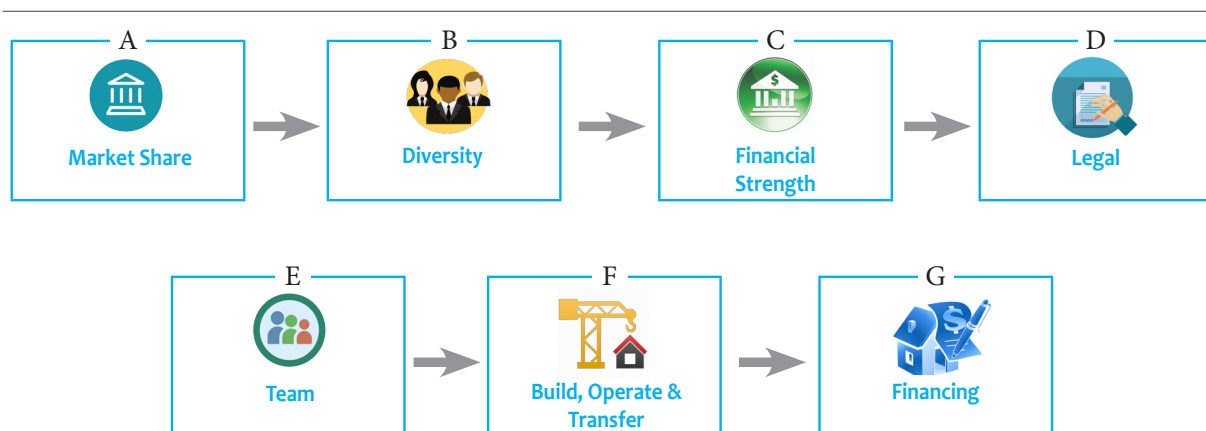 A
Market Share
B
Diversity
C
$
Financial
Strength
D
Legal
E
Team
F
Build, Operate &
Transfer
G
$
Financing